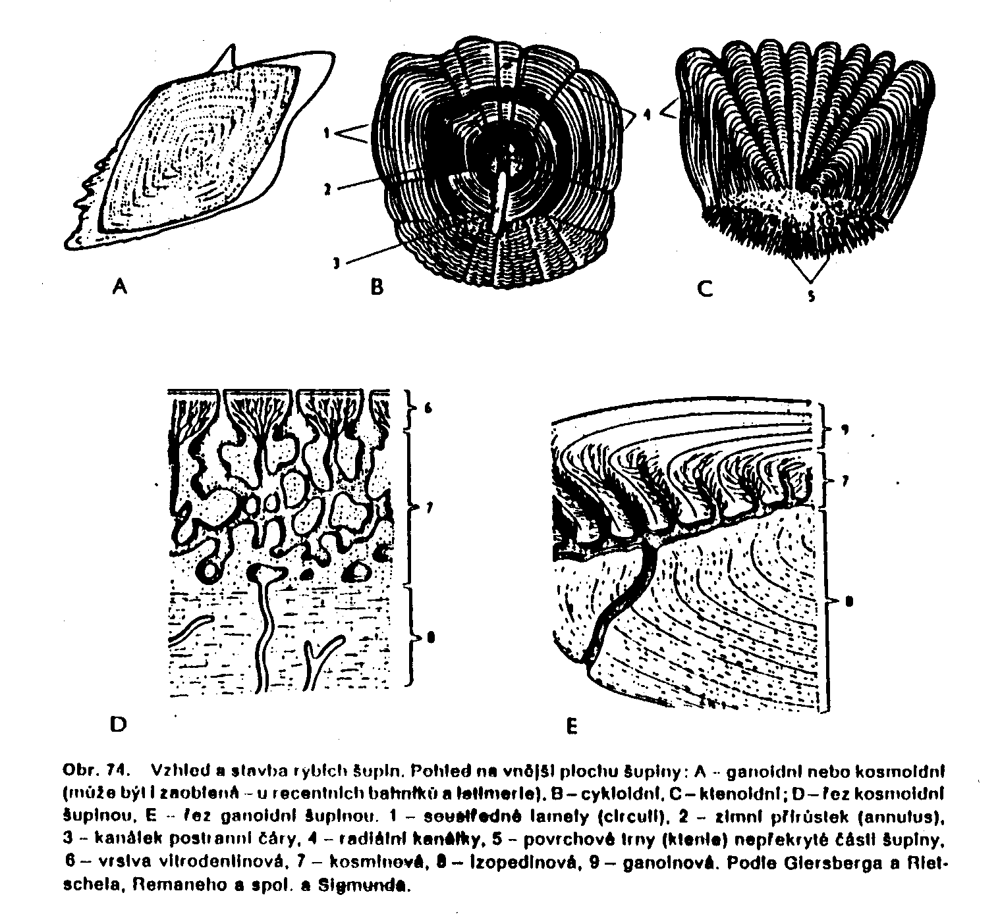 4
1
2
3
A
B
C
5
6
9
7
7
8
8
D
E
Obr. 74. Vzhled a stavba rybích šupin. Pohled na vnější plochu šupiny: A – ganoidní nebo kosmoidní
(může být i zaoblená – u recentních bahníků a latimerie), B – cykloidní, C – ktenoidní; D – řez kosmoidní
šupinou, E – řez ganoidní šupinou. 1 – soustředné lamely (circuli), 2 – zimní přírůstek (annulus),
3 – kanálek postranní čáry, 4 – radiální kanálky, 5 – povrchové trny (ktenie) nepřekryté části šupiny,
6 – vrstva vitrodentinová, 7 – kosminová, 8 – izopedinová, 9 – ganoinová. Podle Giersberga a Riet-
schela, Remaneho a spol. a Sigmunda.